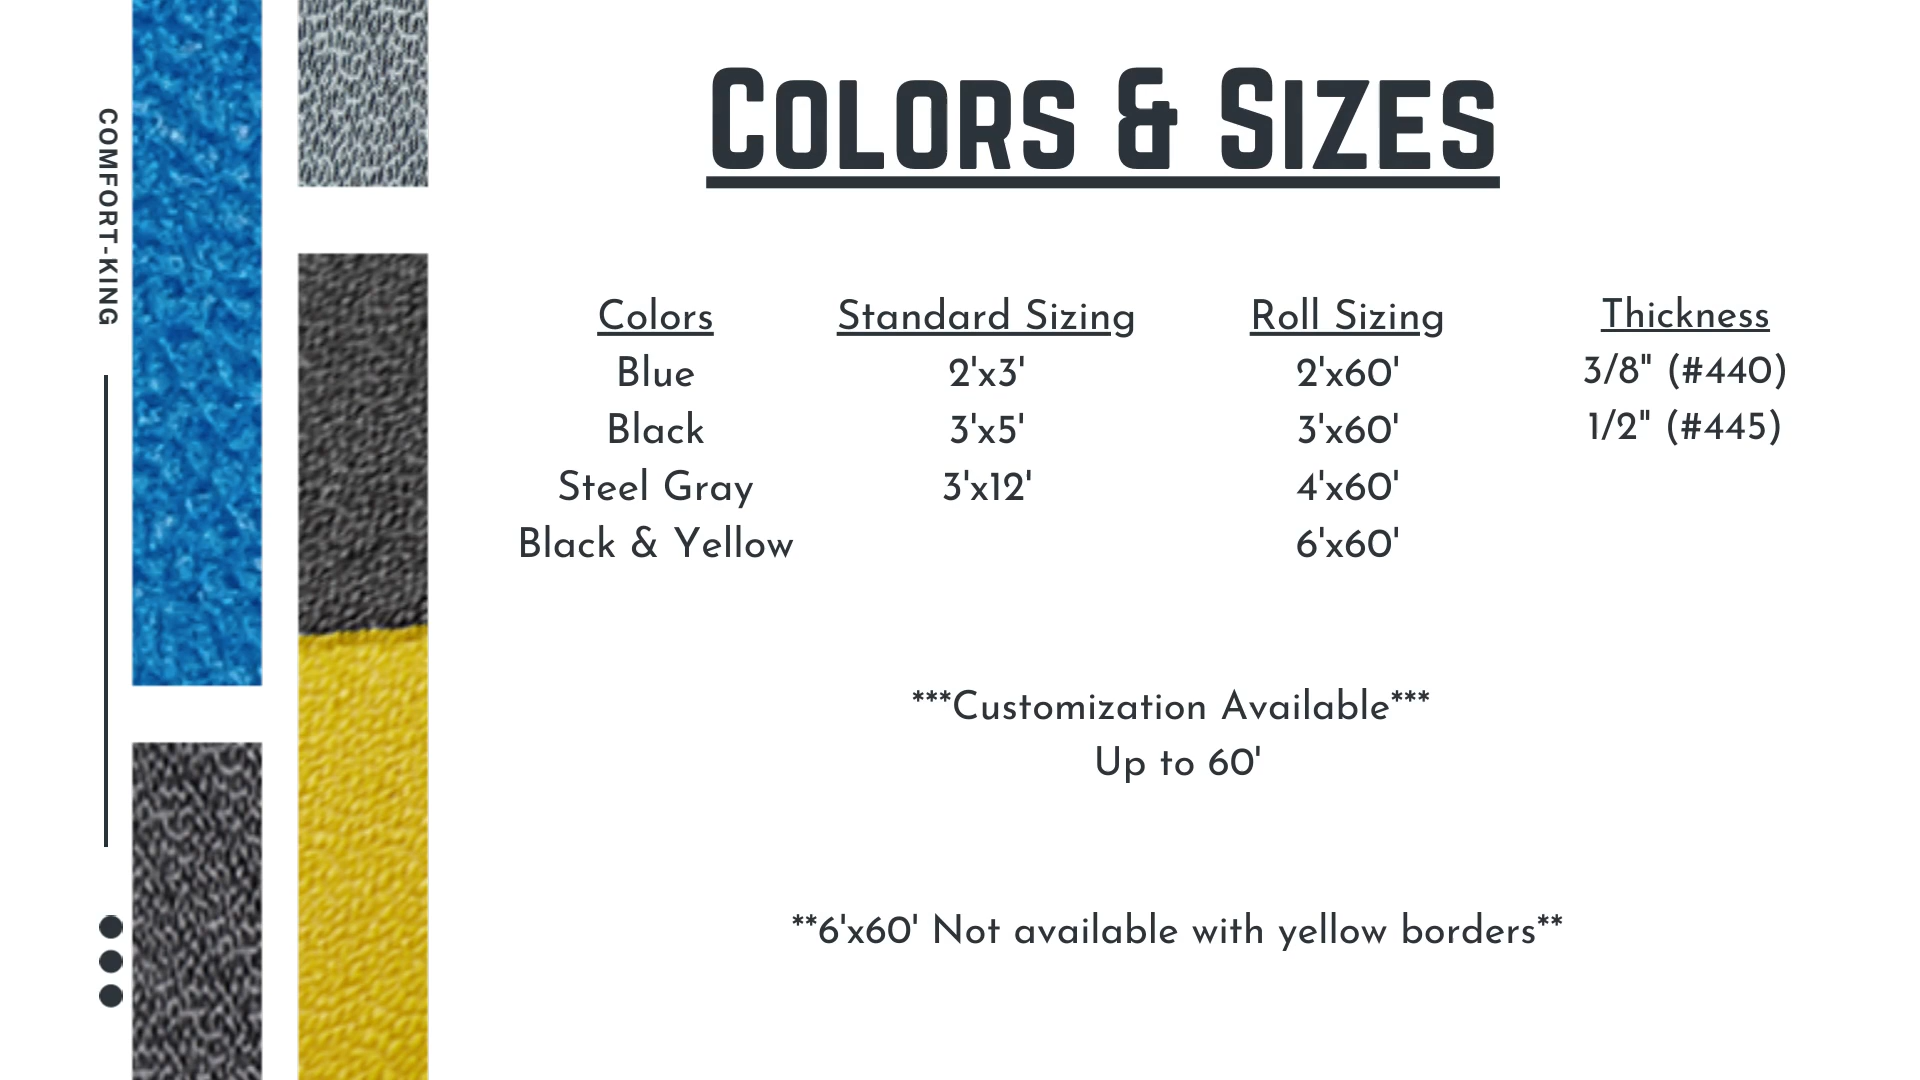 COMFORT-KING
Colors & Sizes
Colors
Blue
Black
Steel Gray
Black & Yellow
Standard Sizing
2'x3'
3'x5'
3'x12'
Roll Sizing
2'x60'
3'x60'
4'x60'
6'x60'
Thickness
3/8" (#440)
1/2" (#445)
***Customization Available***
Up to 60'
**6'x60' Not available with yellow borders**